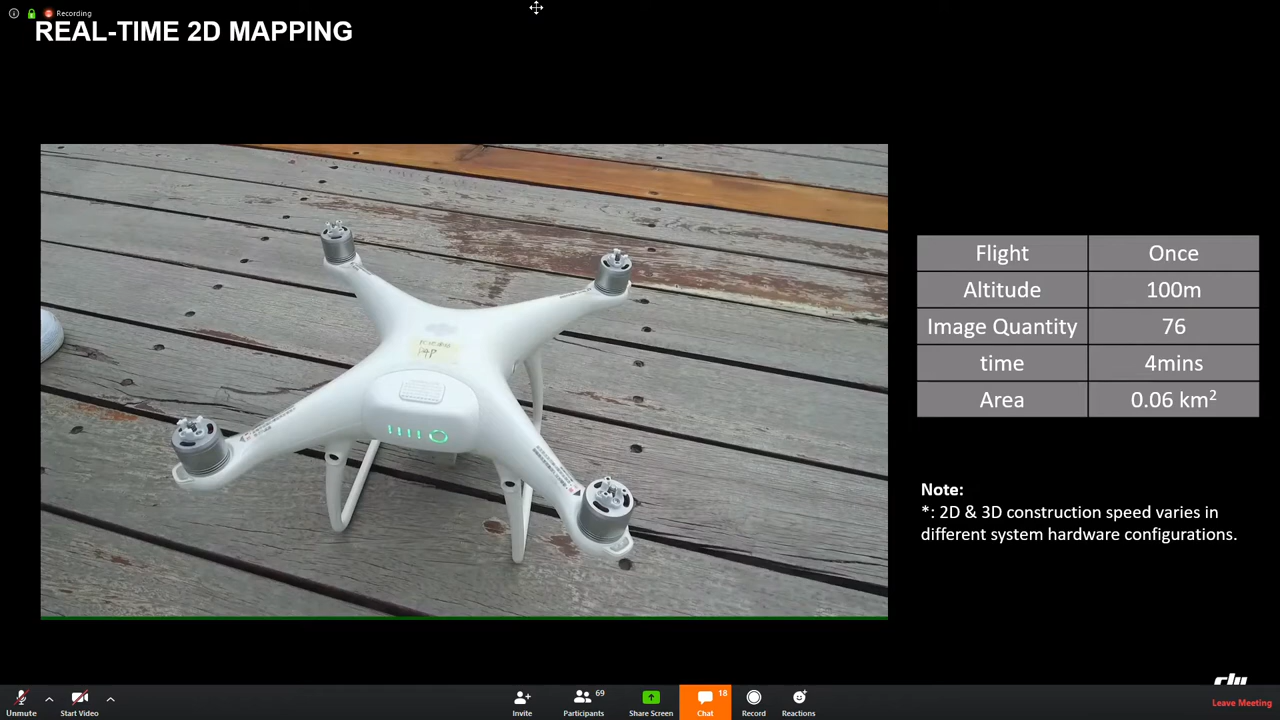 Recording
REAL-TIME 2D MAPPING
P4P
Flight Once
Altitude 100m
Image Quantity 76
time 4mins
Area 0.06 km²
Note:
*: 2D & 3D construction speed varies in
different system hardware configurations.
dji
Unmute
Start Video
Invite
Participants 69
Share Screen
Chat 18
Record
Reactions
Leave Meeting